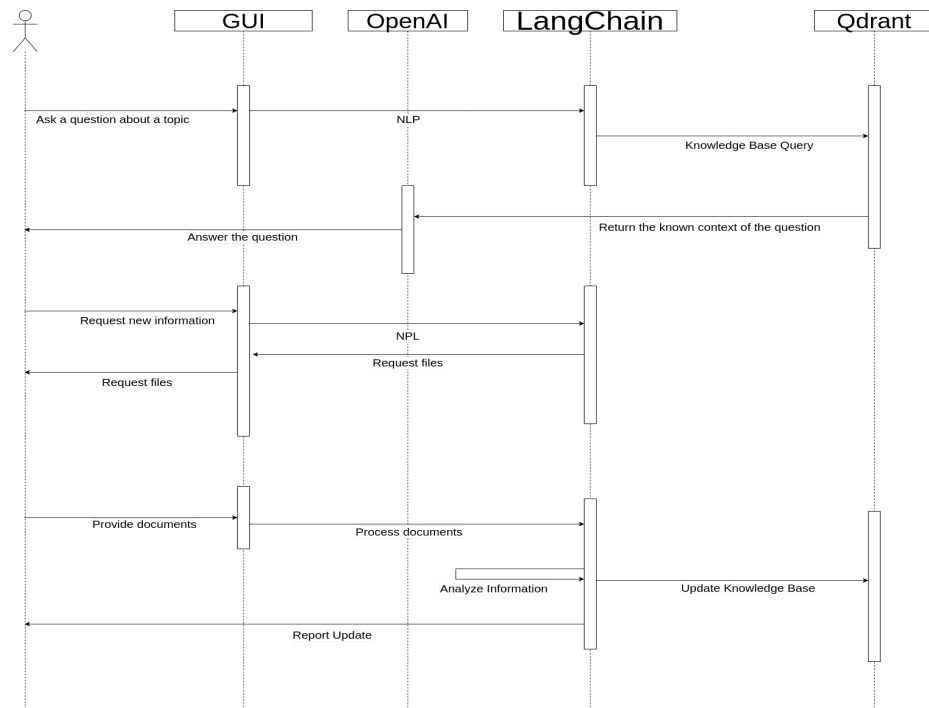 GUI
OpenAI
LangChain
Qdrant
Ask a question about a topic
NLP
Knowledge Base Query
Return the known context of the question
Answer the question
Request new information
NPL
Request files
Request files
Provide documents
Process documents
Analyze Information
Update Knowledge Base
Report Update